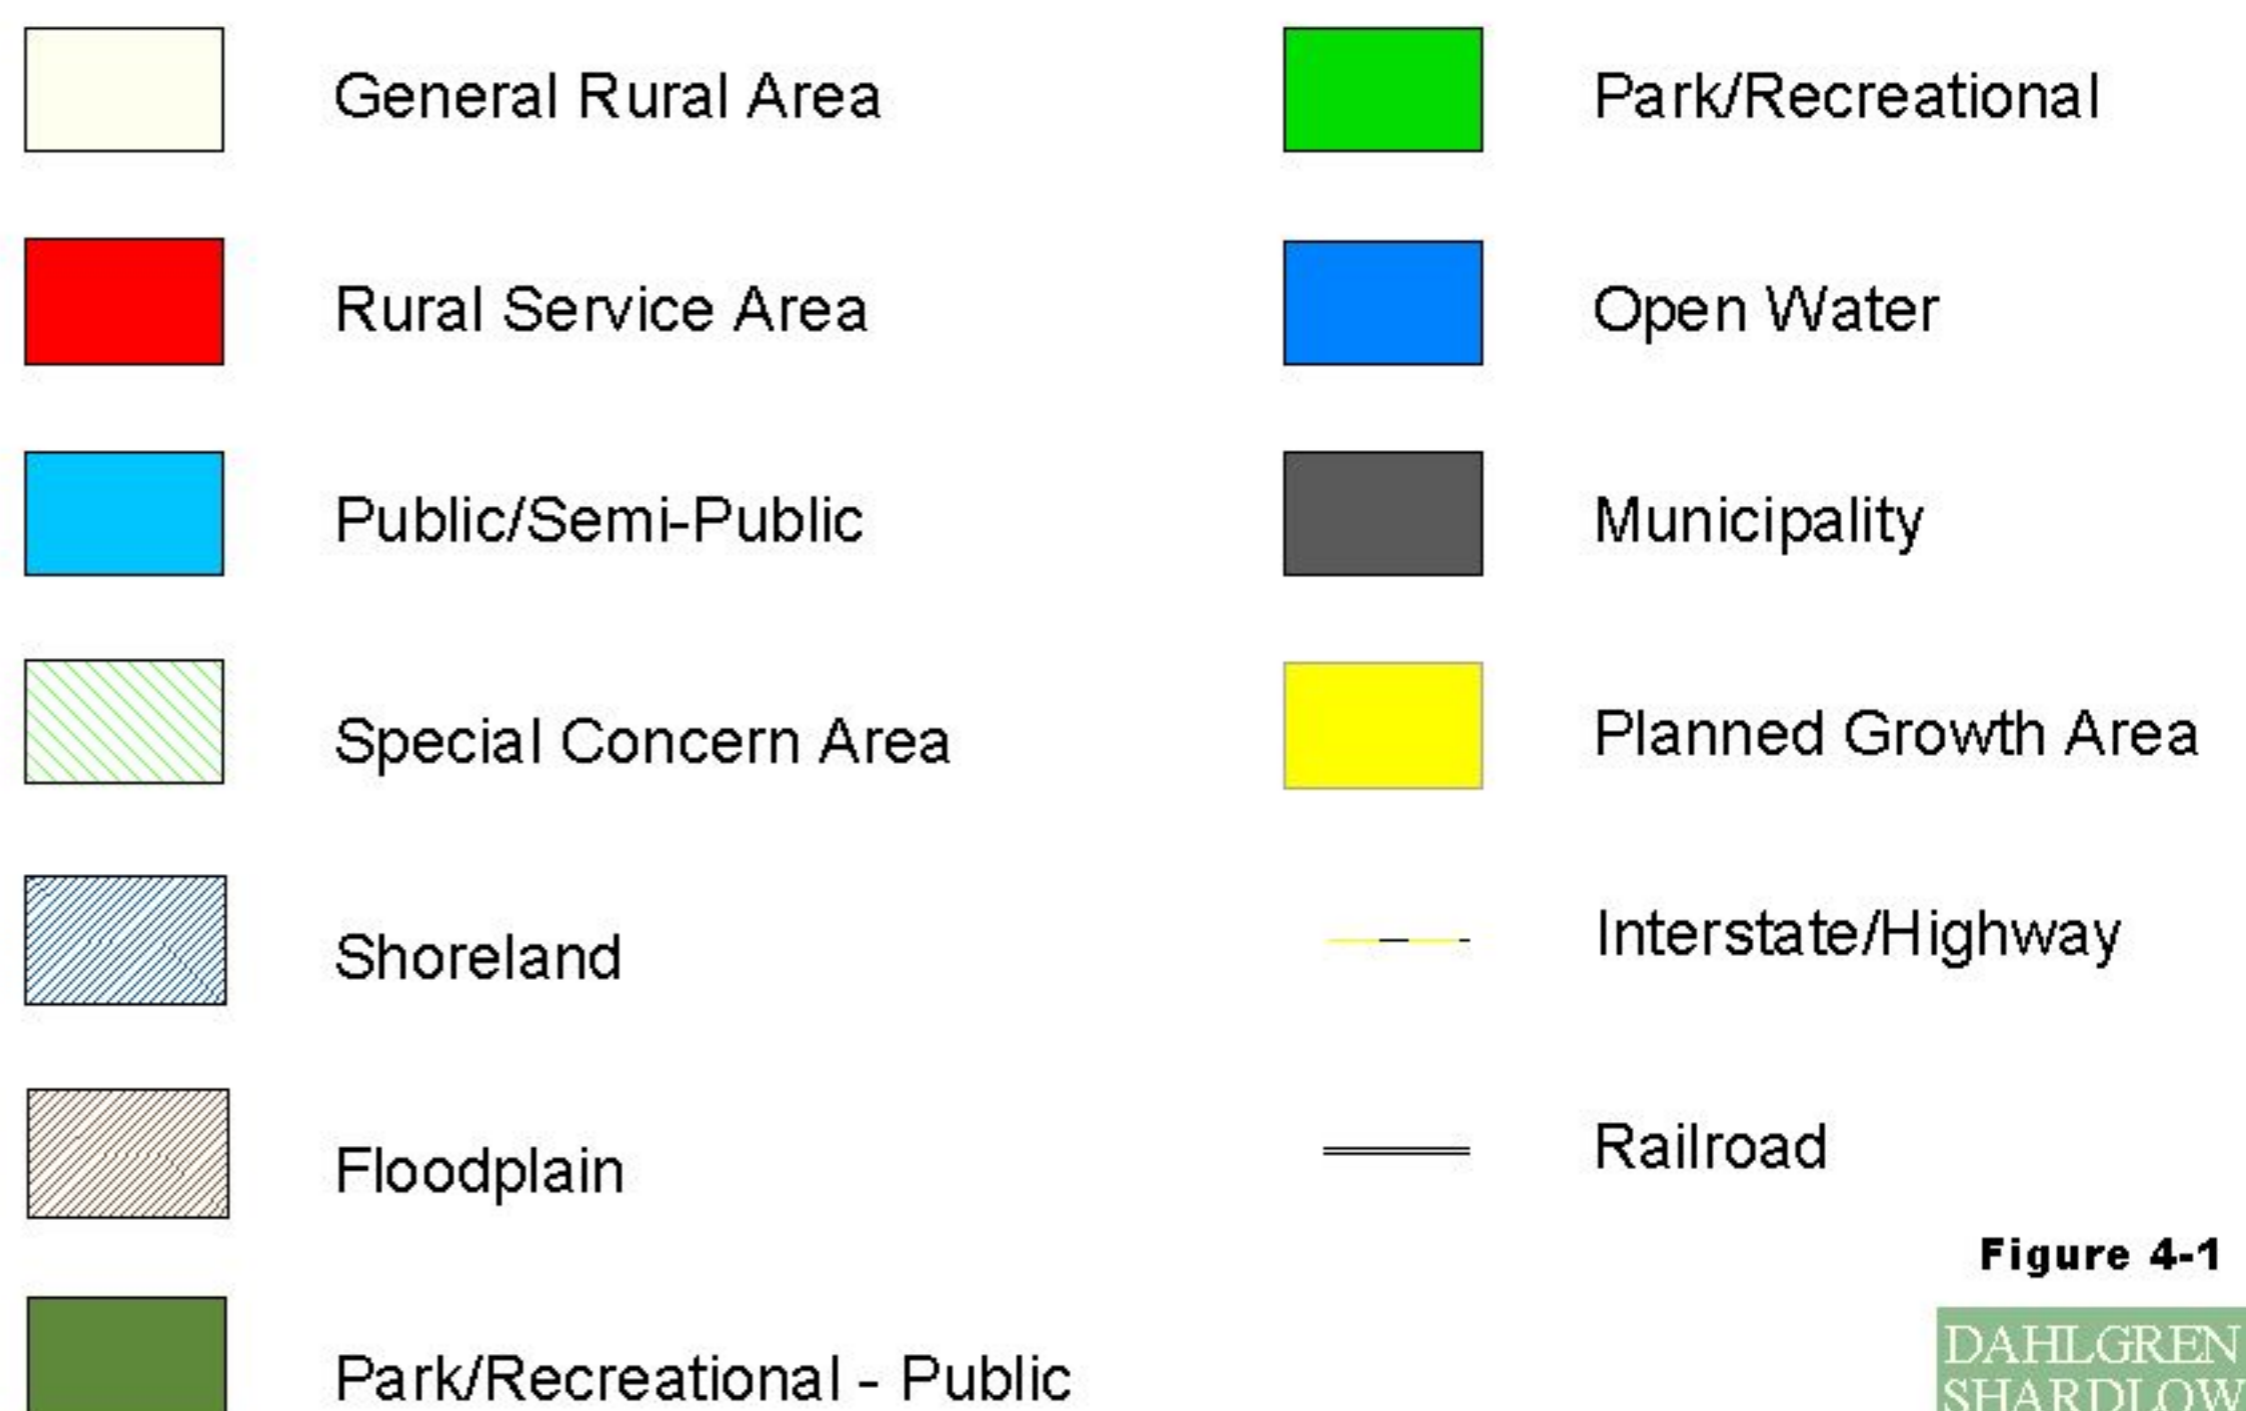 General Rural Area
Rural Service Area
Public/Semi-Public
Special Concern Area
Shoreland
Floodplain
Park/Recreational - Public
Park/Recreational
Open Water
Municipality
Planned Growth Area
Interstate/Highway
Railroad
Figure 4-1
DAHLGREN
SHARDLOW